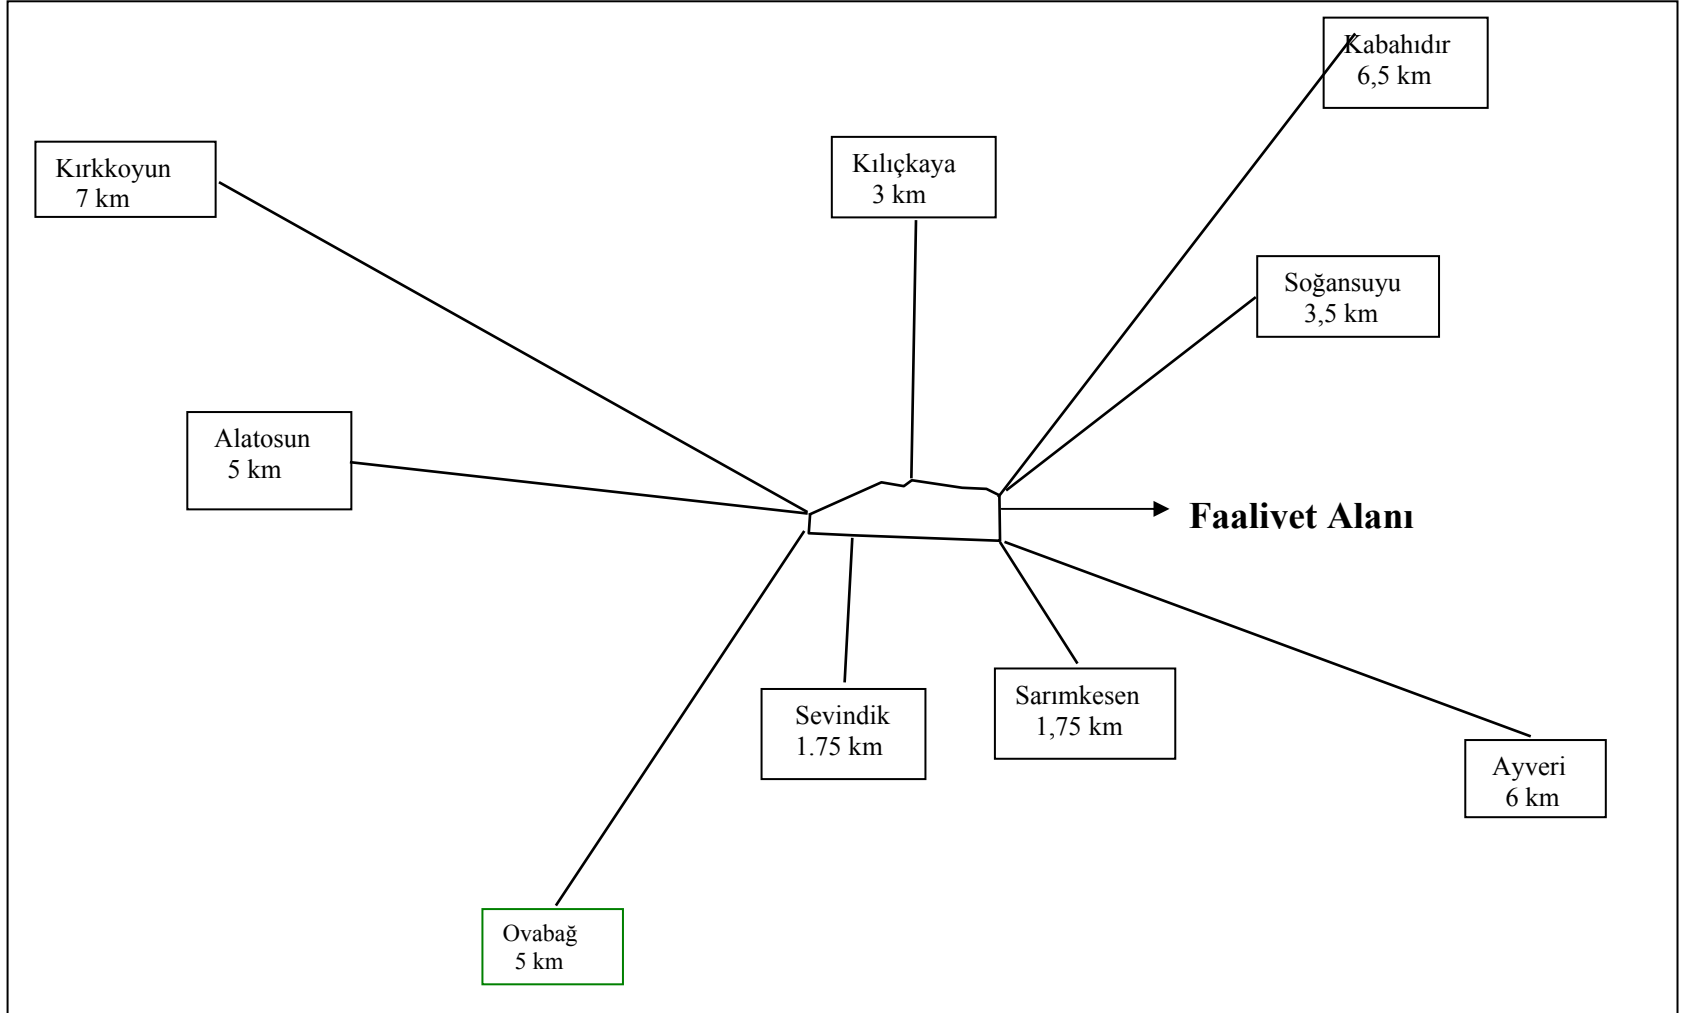 Kabahıdır
6,5 km
Kırkkoyun
7 km
Kılıçkaya
3 km
Soğansuyu
3,5 km
Alatosun
5 km
Faalivet Alanı
Sevindik
1.75 km
Sarımkesen
1,75 km
Ayveri
6 km
Ovabağ
5 km